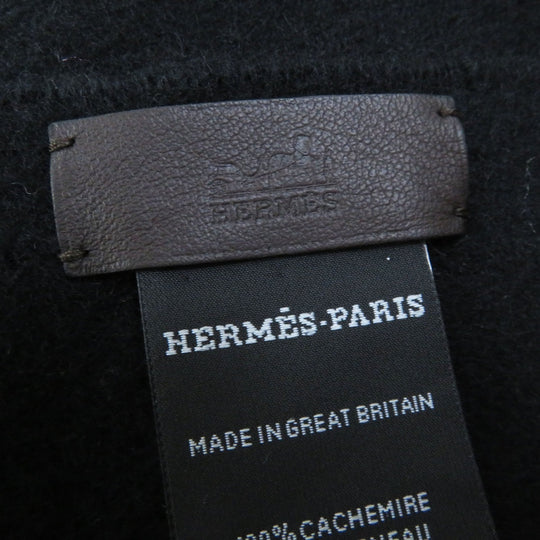 HERMES
HERMÈS-PARIS
MADE IN GREAT BRITAIN
100% CACHEMIRE